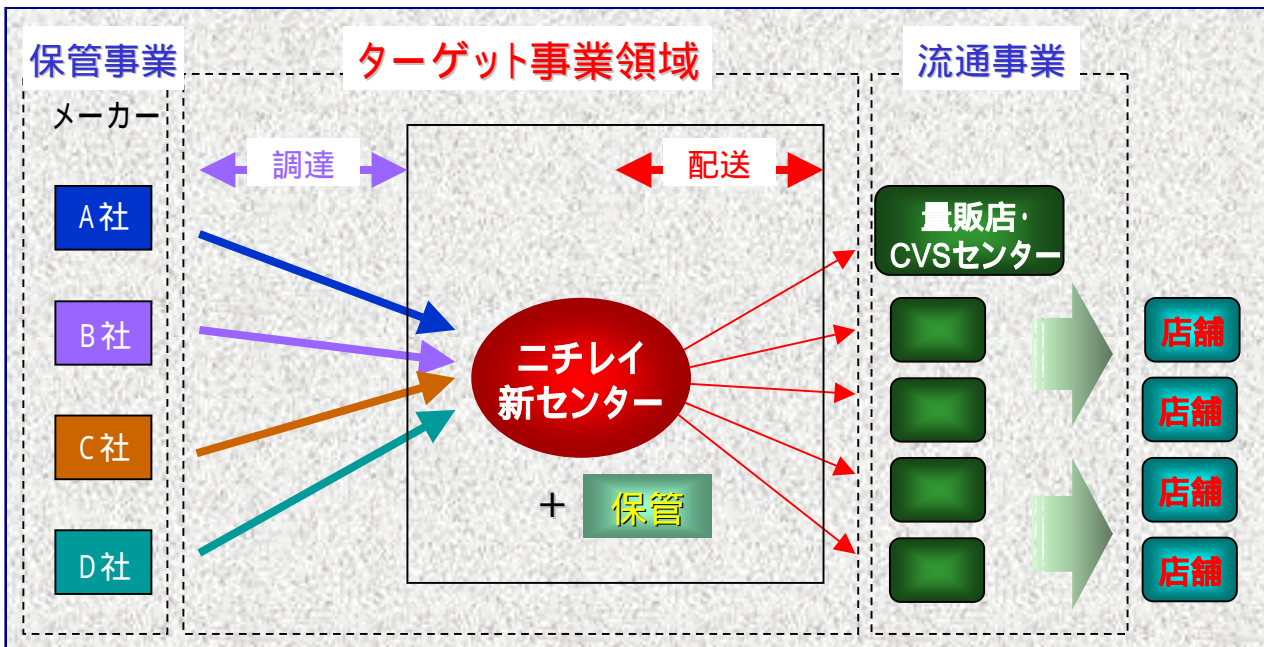 保管事業
ターゲット事業領域
流通事業
メーカー
調達
配送
A社
B社
C社
D社
ニチレイ
新センター
+
保管
量販店・
CVSセンター
店舗
店舗
店舗
店舗